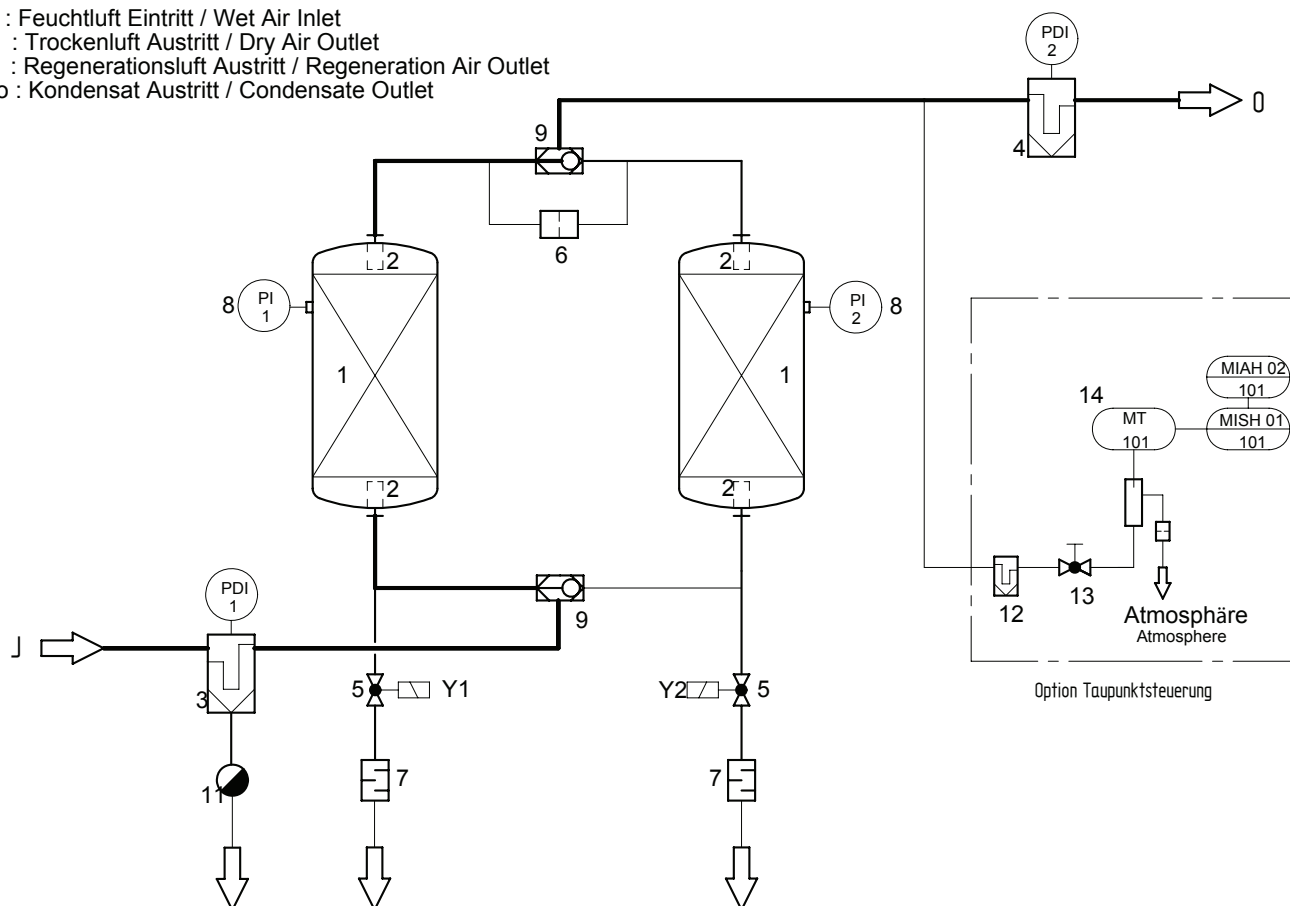 : Feuchtluft Eintritt / Wet Air Inlet
: Trockenluft Austritt / Dry Air Outlet
: Regenerationsluft Austritt / Regeneration Air Outlet
o : Kondensat Austritt / Condensate Outlet
PDI
2
O
9
4
6
2
2
8
PI
1
PI
2
8
1
1
MIAH 02
101
14
MT
101
MISH 01
101
2
2
PDI
1
9
12
13
Atmosphäre
Atmosphere
J
3
5
Y1
Y2
5
Option Taupunktsteuerung
11
7
7